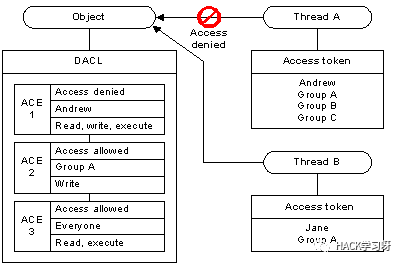 Object
Thread A
Access
denied
DACL
Access token
Andrew
Group A
Group B
Group C
ACE
1
Access denied
Andrew
Read, write, execute
ACE
2
Access allowed
Group A
Write
ACE
3
Access allowed
Everyone
Read, execute
Thread B
Access token
Jane
Group A
HACK学习呀